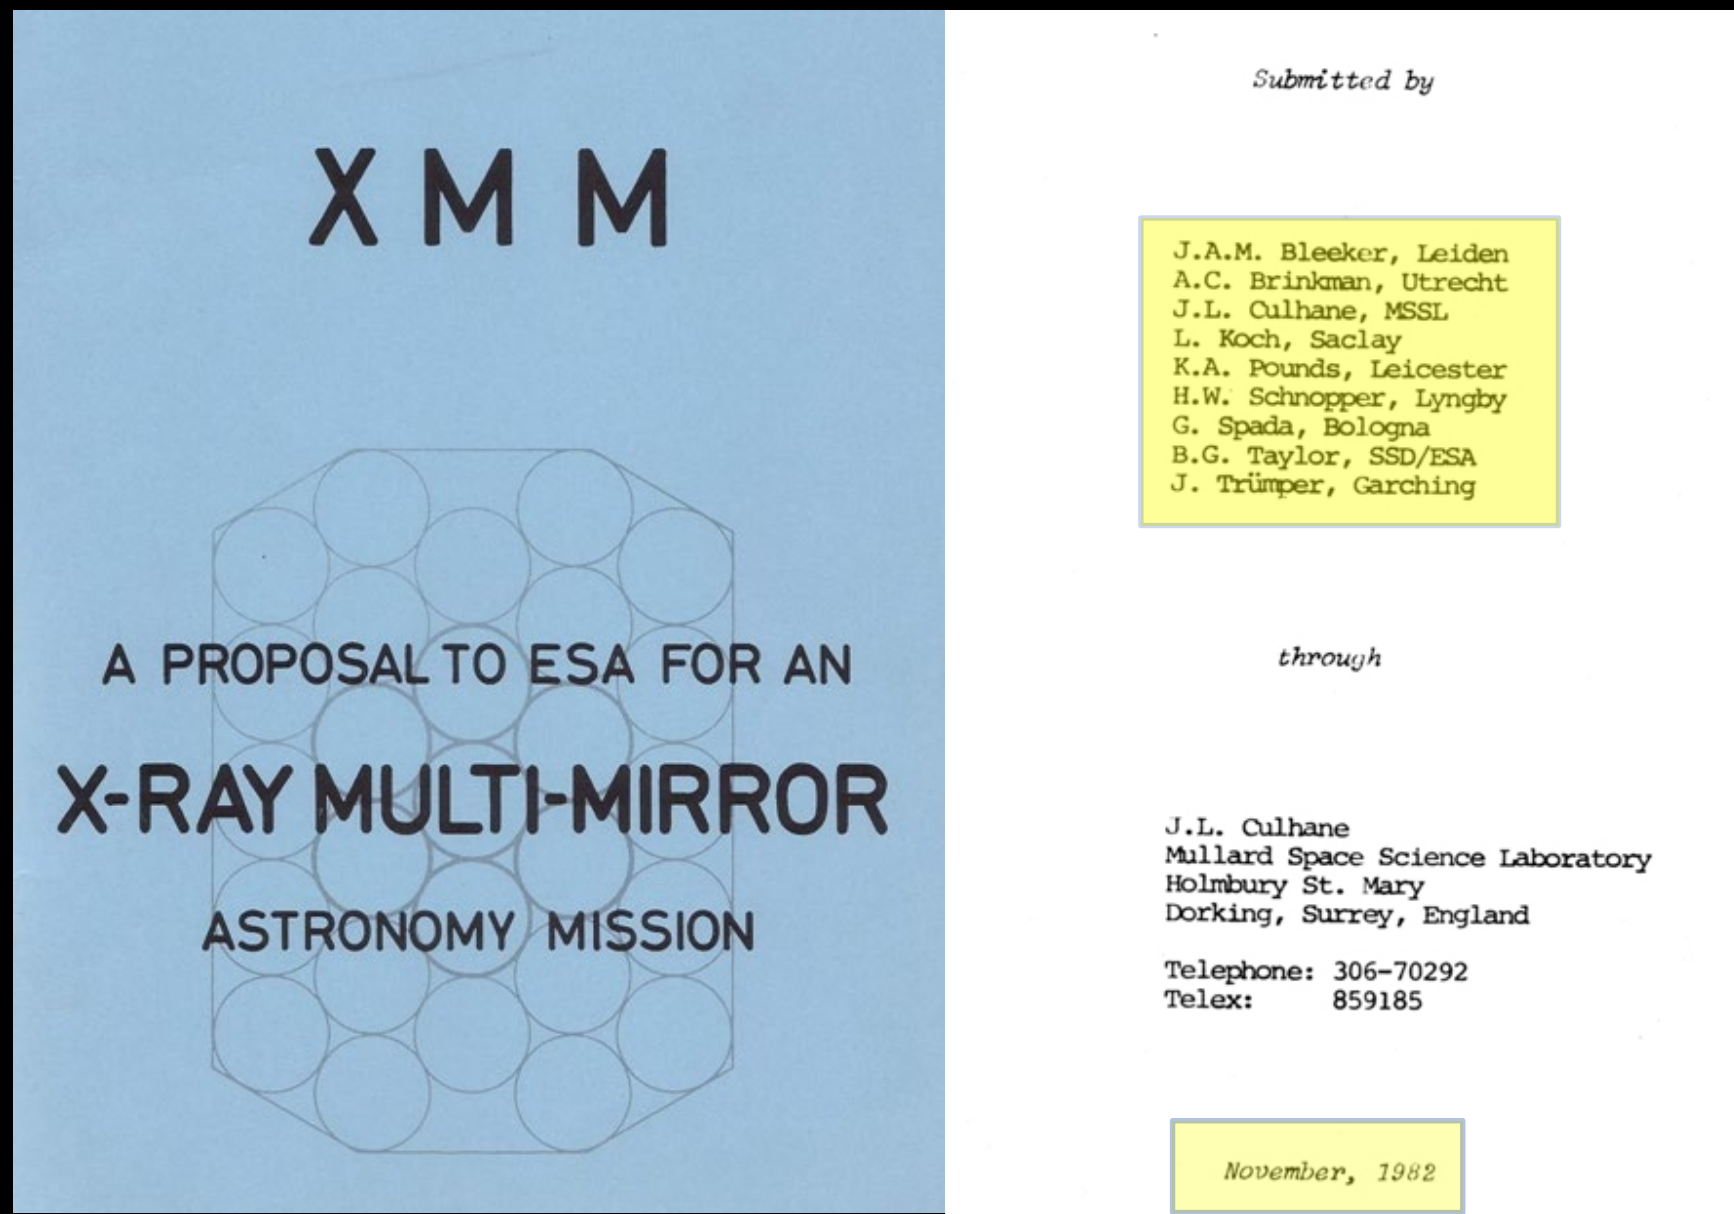 X M M
A PROPOSAL TO ESA FOR AN
X-RAY MULTI-MIRROR
ASTRONOMY MISSION
Submitted by
J.A.M. Bleeker, Leiden
A.C. Brinkman, Utrecht
J.L. Culhane, MSSL
L. Koch, Saclay
K.A. Pounds, Leicester
H.W. Schnopper, Lyngby
G. Spada, Bologna
B.G. Taylor, SSD/ESA
J. Trümper, Garching
through
J.L. Culhane
Mullard Space Science Laboratory
Holmbury St. Mary
Dorking, Surrey, England
Telephone: 306-70292
Telex: 859185
November, 1982